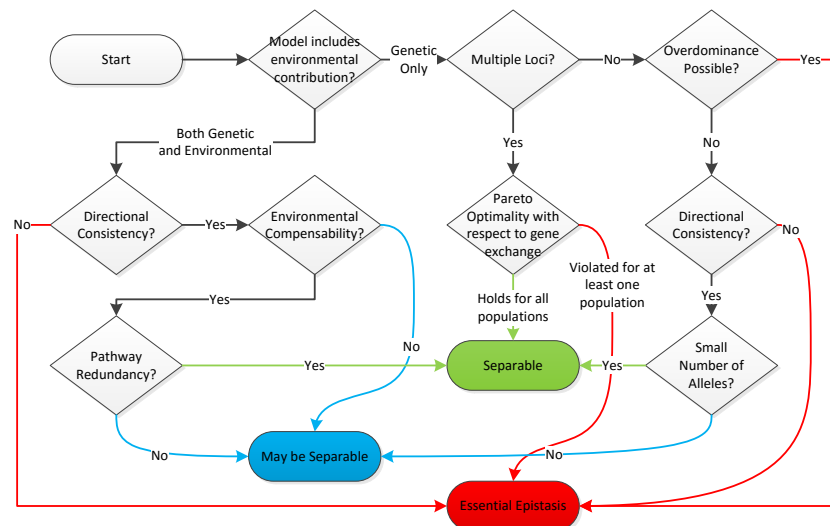 Start
Model includes
environmental
contribution?
Genetic
Only
Multiple Loci?
No
Overdominance
Possible?
Yes
Both Genetic
and Environmental
Yes
No
No
Directional
Consistency?
Yes
Environmental
Compensability?
No
Pareto
Optimality with
respect to gene
exchange
Directional
Consistency?
No
Violated for at
least one
population
Yes
Holds for all
populations
Yes
Pathway
Redundancy?
Yes
No
Separable
Yes
Small
Number of
Alleles?
No
May be Separable
No
Essential Epistasis